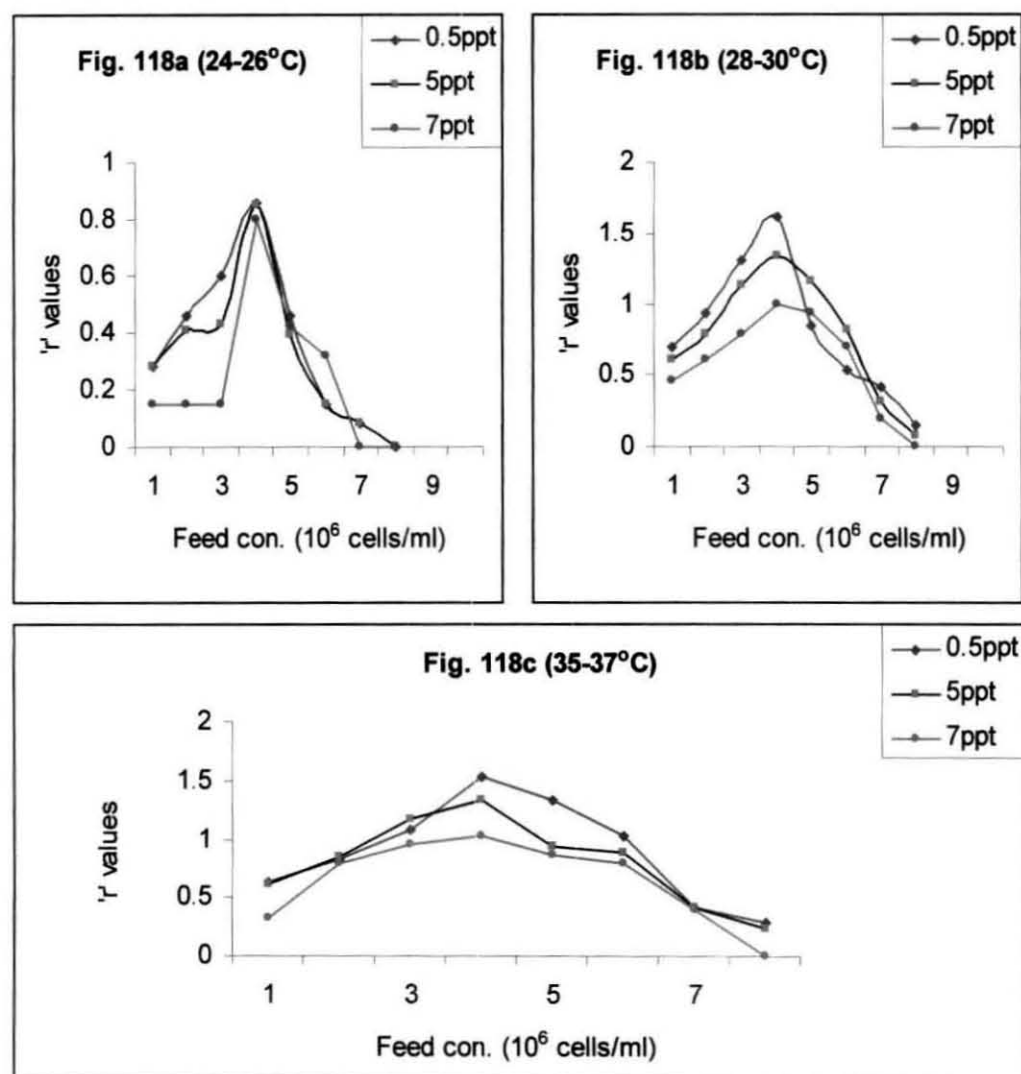 Fig. 118a (24-26°C)
0.5ppt
5ppt
7ppt
1
0.8
0.6
0.4
0.2
0
'r' values
1 3 5 7 9
Feed con. (10⁶ cells/ml)
Fig. 118b (28-30°C)
0.5ppt
5ppt
7ppt
2
1.5
1
0.5
0
'r' values
1 3 5 7 9
Feed con. (10⁶ cells/ml)
Fig. 118c (35-37°C)
0.5ppt
5ppt
7ppt
2
1.5
1
0.5
0
'r' values
1 3 5 7
Feed con. (10⁶ cells/ml)